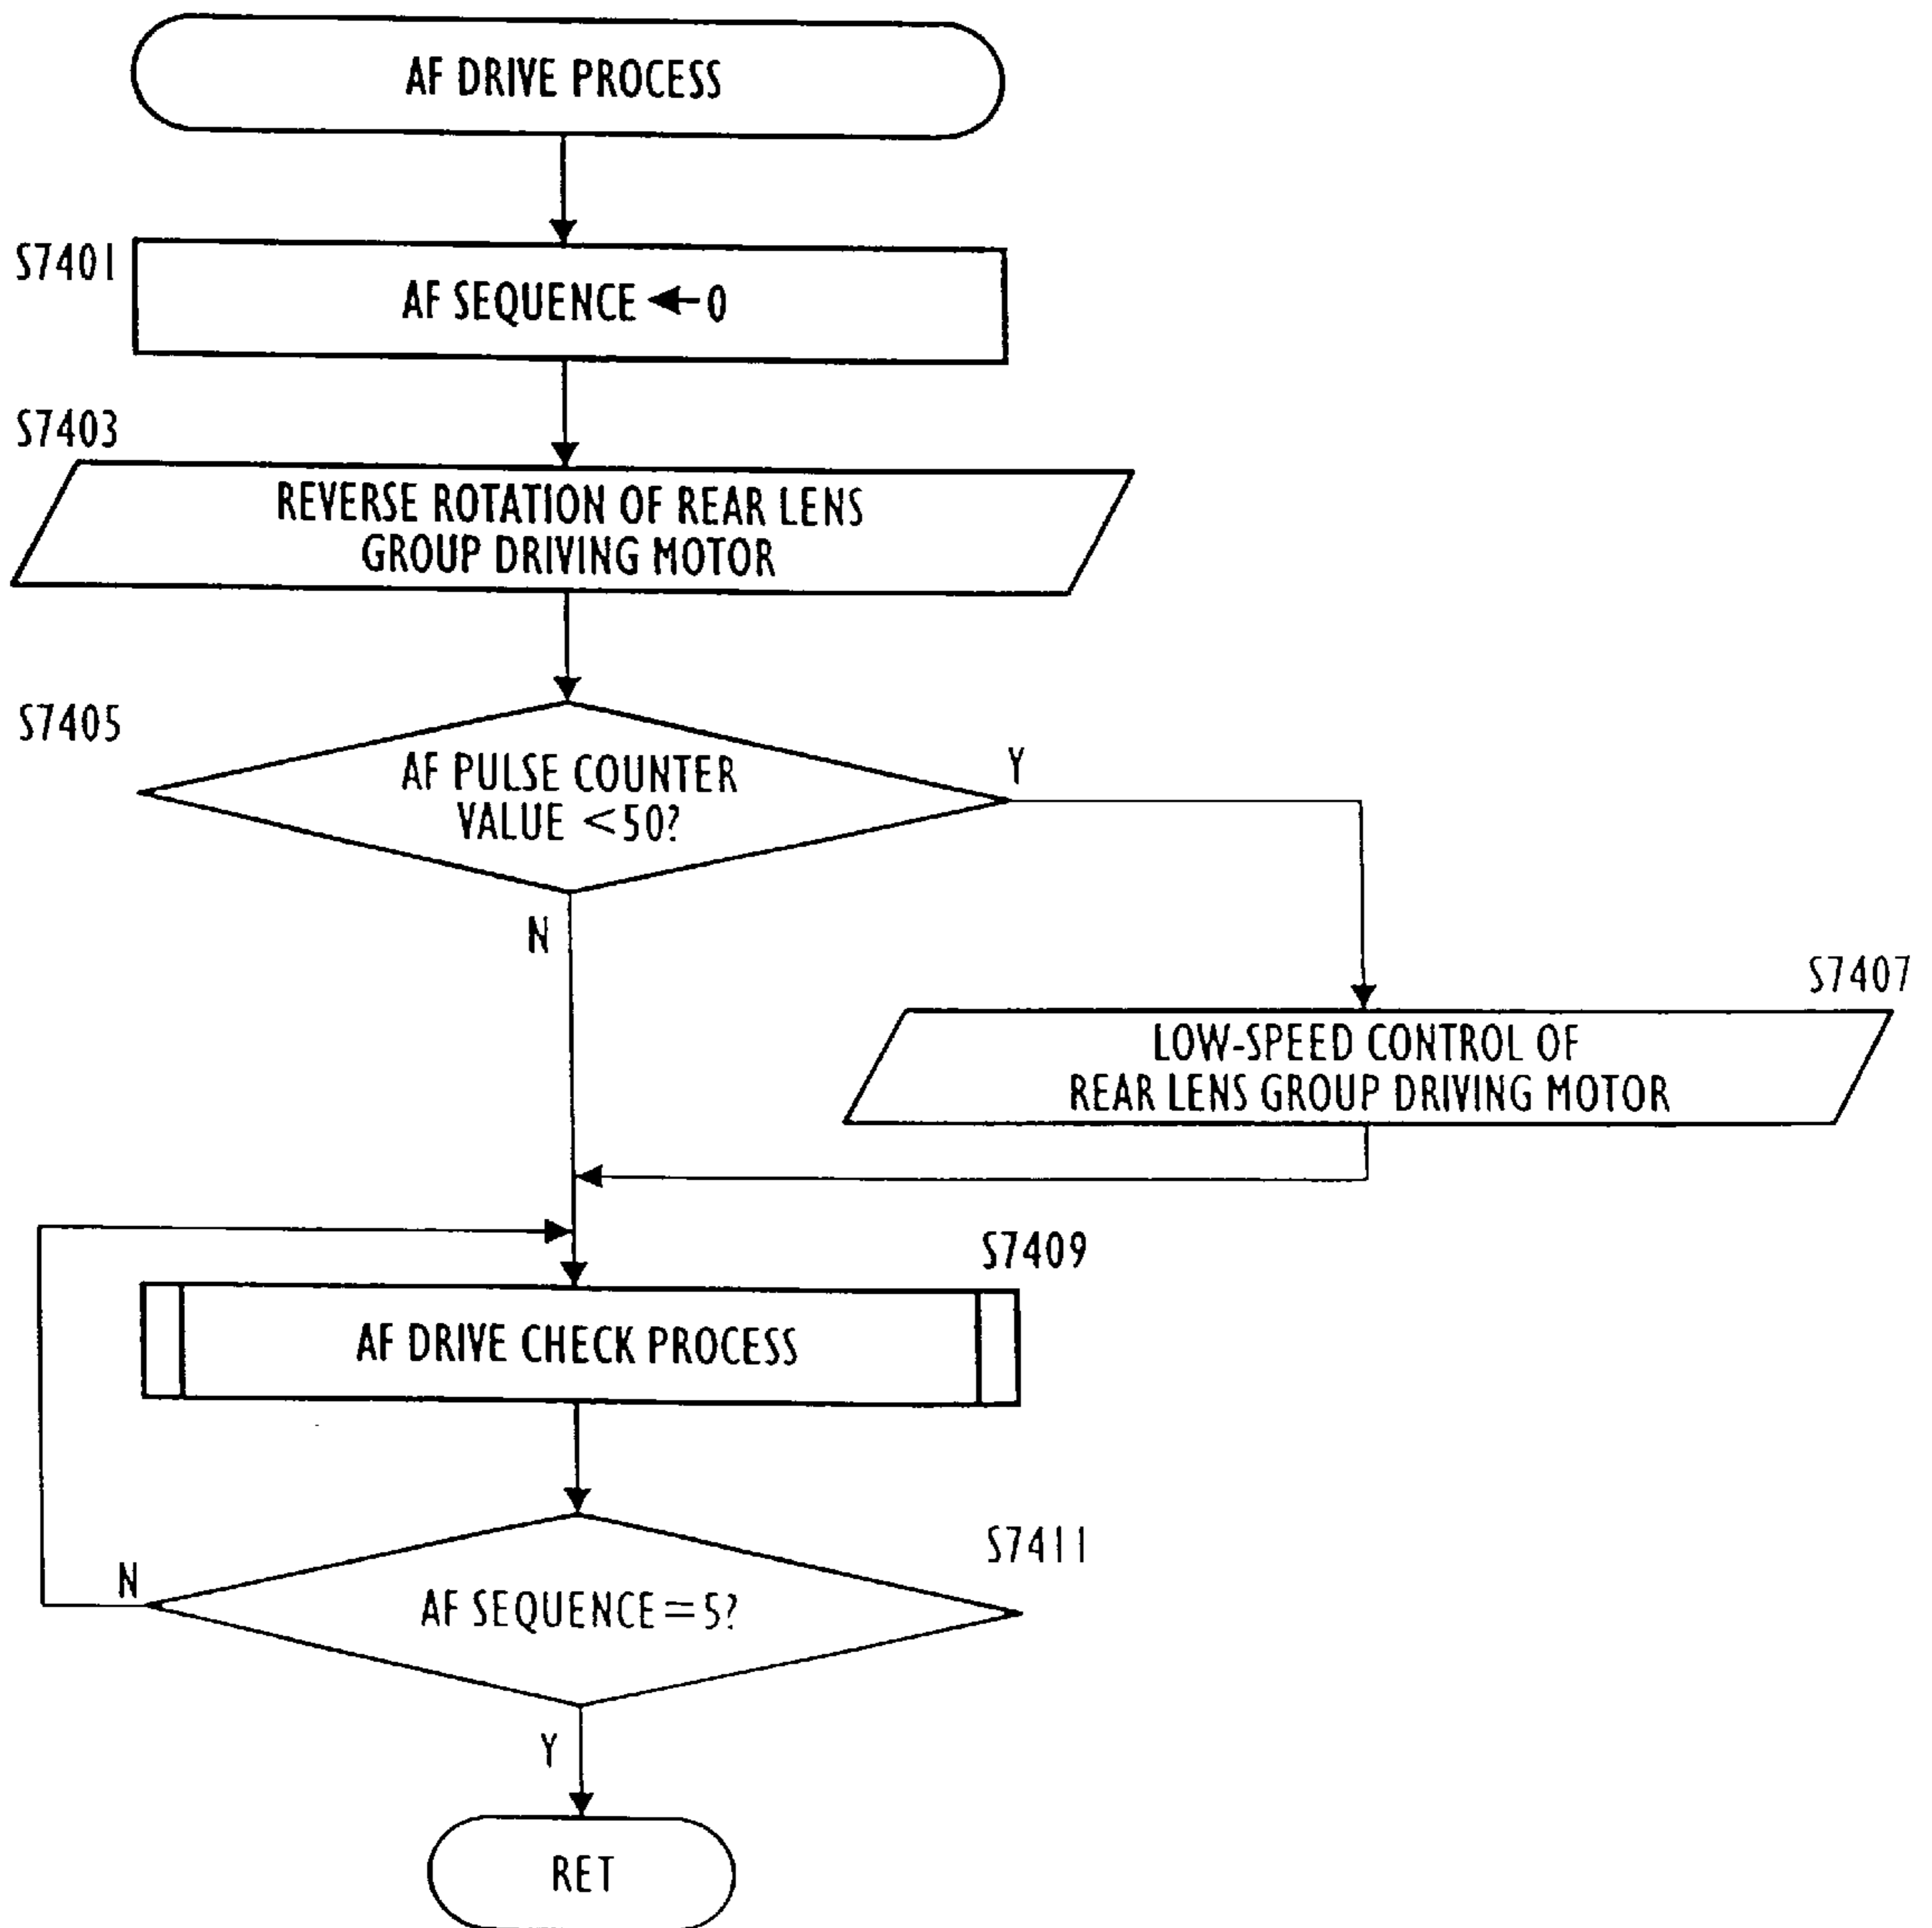 AF DRIVE PROCESS
S7401
AF SEQUENCE ←0
S7403
REVERSE ROTATION OF REAR LENS
GROUP DRIVING MOTOR
S7405
AF PULSE COUNTER
VALUE <50?
Y
N
S7407
LOW-SPEED CONTROL OF
REAR LENS GROUP DRIVING MOTOR
S7409
AF DRIVE CHECK PROCESS
S7411
N
AF SEQUENCE=5?
Y
RET